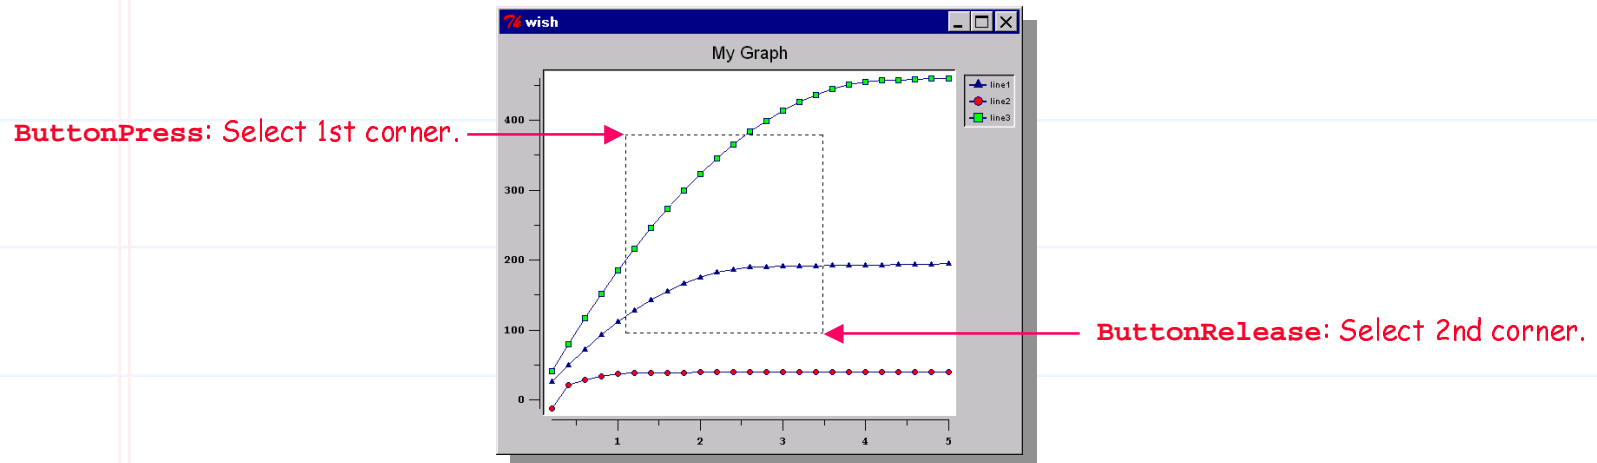 wish
My Graph
line1
line2
line3
ButtonPress: Select 1st corner.
400
300
200
100
0
ButtonRelease: Select 2nd corner.
1 2 3 4 5